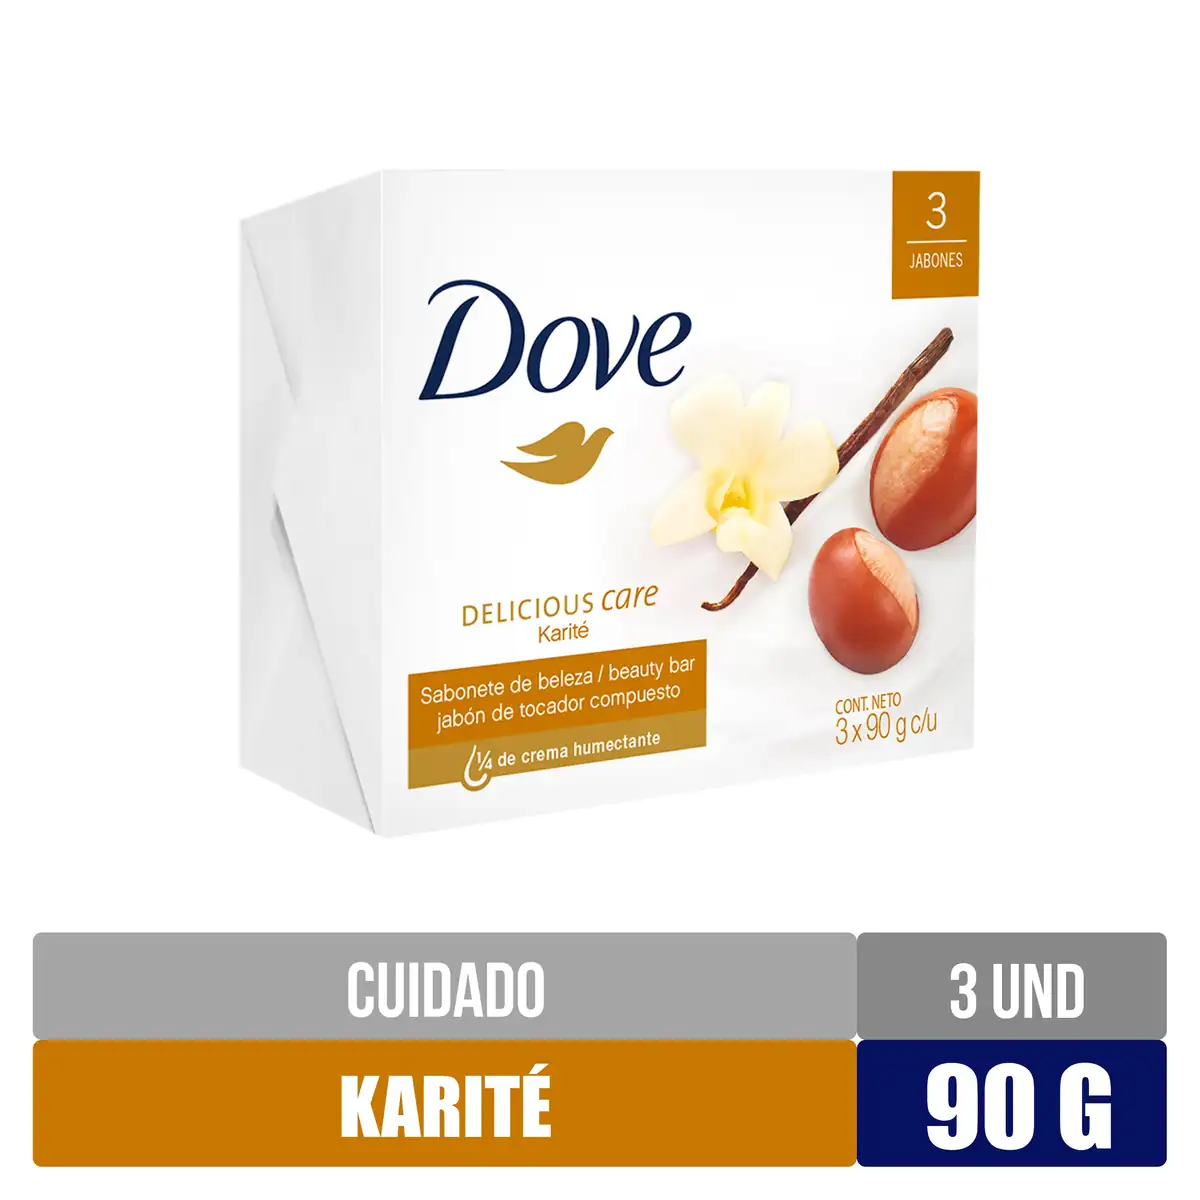 3
JABONES
Dove
DELICIOUS care
Karité
Sabonete de beleza / beauty bar
jabón de tocador compuesto
¼ de crema humectante
CONT. NETO
3 x 90 g c/u
CUIDADO
3 UND
KARITÉ
90 G